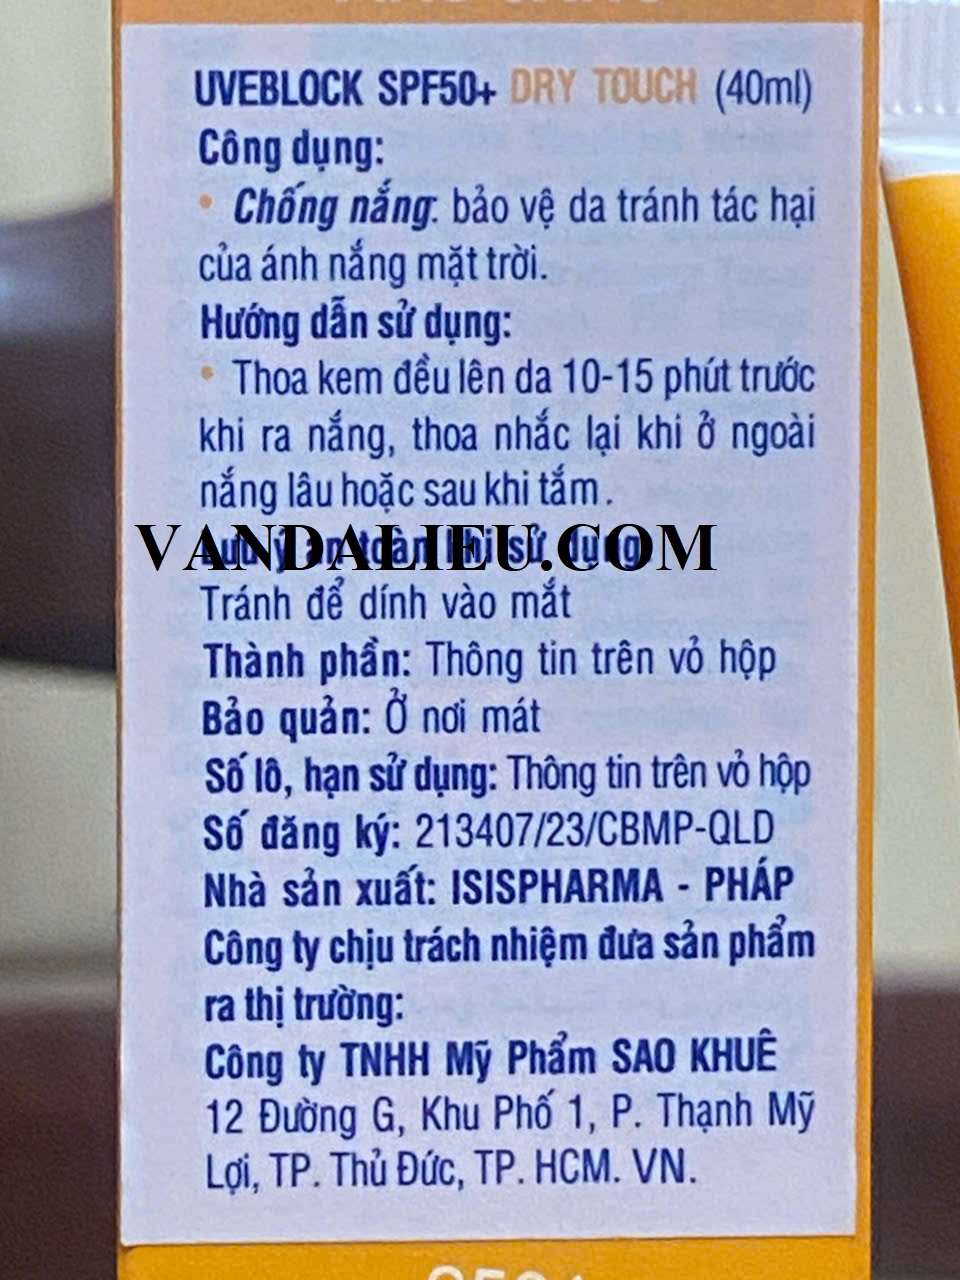 UVEBLOCK SPF50+ DRY TOUCH (40ml)
Công dụng:
• Chống nắng: bảo vệ da tránh tác hại
của ánh nắng mặt trời.
Hướng dẫn sử dụng:
• Thoa kem đều lên da 10-15 phút trước
khi ra nắng, thoa nhắc lại khi ở ngoài
nắng lâu hoặc sau khi tắm.
Lưu ý an toàn khi sử dụng:
VANDALIEU.COM
Tránh để dính vào mắt
Thành phần: Thông tin trên vỏ hộp
Bảo quản: Ở nơi mát
Số lô, hạn sử dụng: Thông tin trên vỏ hộp
Số đăng ký: 213407/23/CBMP-QLD
Nhà sản xuất: ISISPHARMA - PHÁP
Công ty chịu trách nhiệm đưa sản phẩm
ra thị trường:
Công ty TNHH Mỹ Phẩm SAO KHUÊ
12 Đường G, Khu Phố 1, P. Thạnh Mỹ
Lợi, TP. Thủ Đức, TP. HCM. VN.